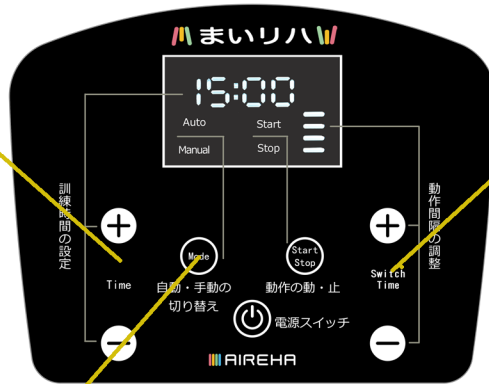 まいリハ
15:00
Auto
Start
Manual
Stop
訓練時間の設定
動作間隔の調整
Time
Mode
Start
Stop
Switch
Time
自動・手動の
切り替え
動作の動・止
電源スイッチ
AIREHA